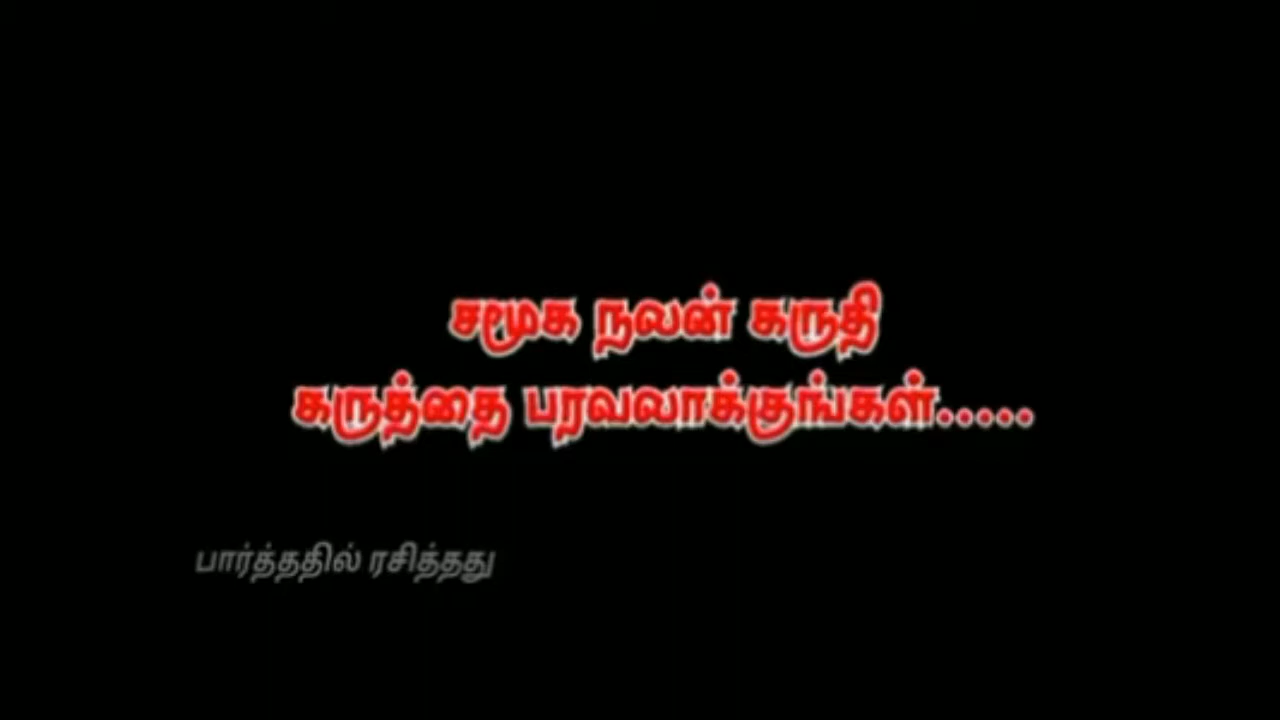 சமூக நலன் கருதி
கருத்தை பரவலாக்குங்கள்.....
பார்த்ததில் ரசித்தது